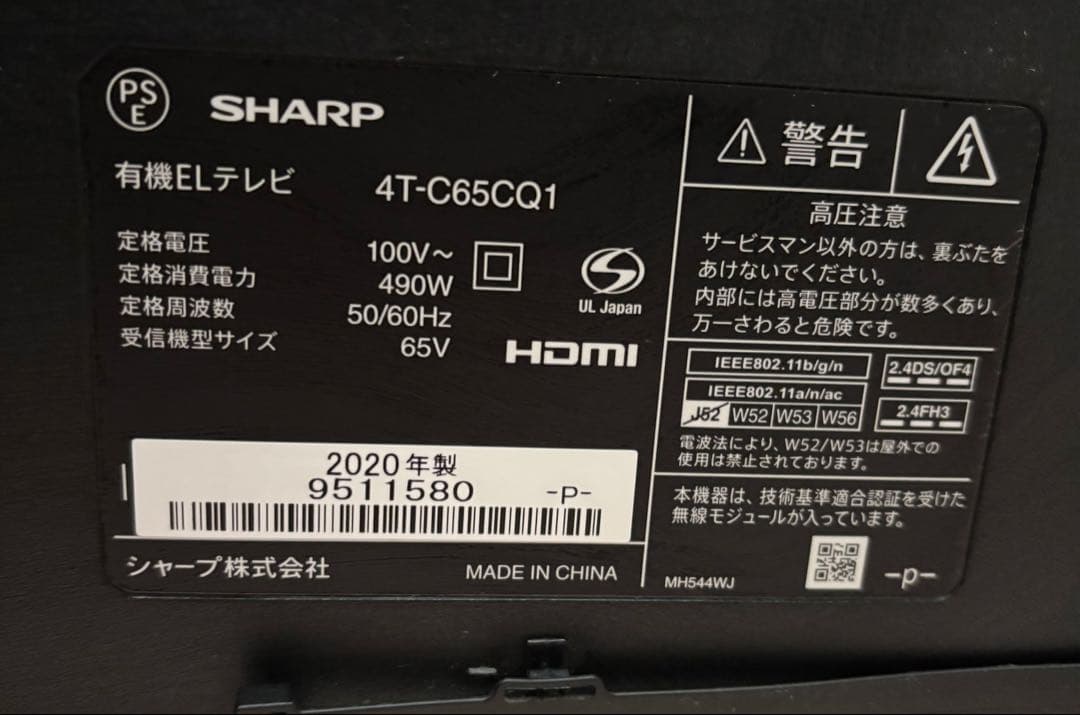 PS
E
SHARP
有機ELテレビ 4T-C65CQ1
定格電圧 100V～
定格消費電力 490W
定格周波数 50/60Hz
受信機型サイズ 65V
UL Japan
HDMI
2020年製
9511580 -P-
シャープ株式会社 MADE IN CHINA
警告
高圧注意
サービスマン以外の方は、裏ぶたを
あけないでください。
内部には高電圧部分が数多くあり、
万一さわると危険です。
IEEE802.11b/g/n
IEEE802.11a/n/ac
J52 W52 W53 W56
2.4DS/OF4
2.4FH3
電波法により、W52/W53は屋外での
使用は禁止されております。
本機器は、技術基準適合認証を受けた
無線モジュールが入っています。
MH544WJ -p-